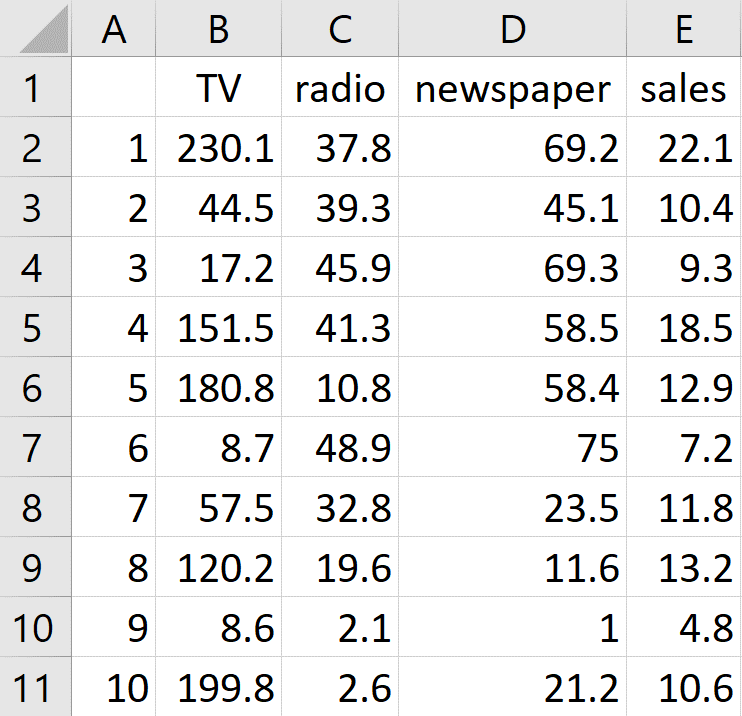 A B C D E
1 TV radio newspaper sales
2 1 230.1 37.8 69.2 22.1
3 2 44.5 39.3 45.1 10.4
4 3 17.2 45.9 69.3 9.3
5 4 151.5 41.3 58.5 18.5
6 5 180.8 10.8 58.4 12.9
7 6 8.7 48.9 75 7.2
8 7 57.5 32.8 23.5 11.8
9 8 120.2 19.6 11.6 13.2
10 9 8.6 2.1 1 4.8
11 10 199.8 2.6 21.2 10.6